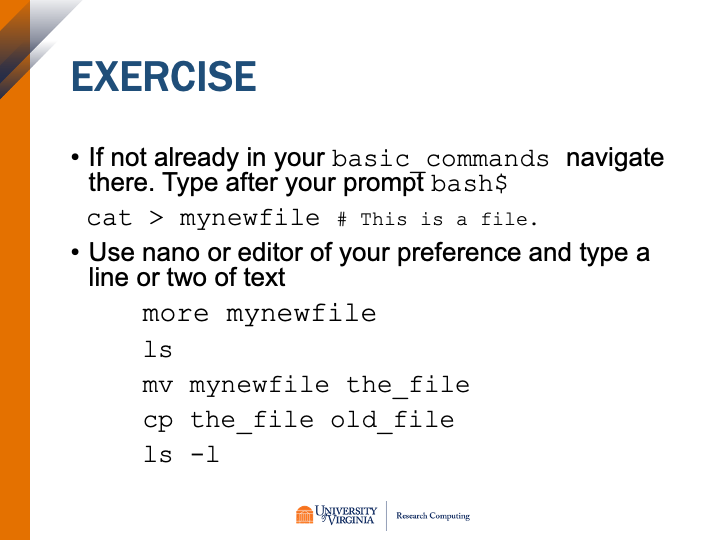 EXERCISE
• If not already in your basic_commands navigate
there. Type after your prompt bash$
cat > mynewfile # This is a file.
• Use nano or editor of your preference and type a
line or two of text
more mynewfile
ls
mv mynewfile the_file
cp the_file old_file
ls -l
UNIVERSITY
of VIRGINIA
Research Computing